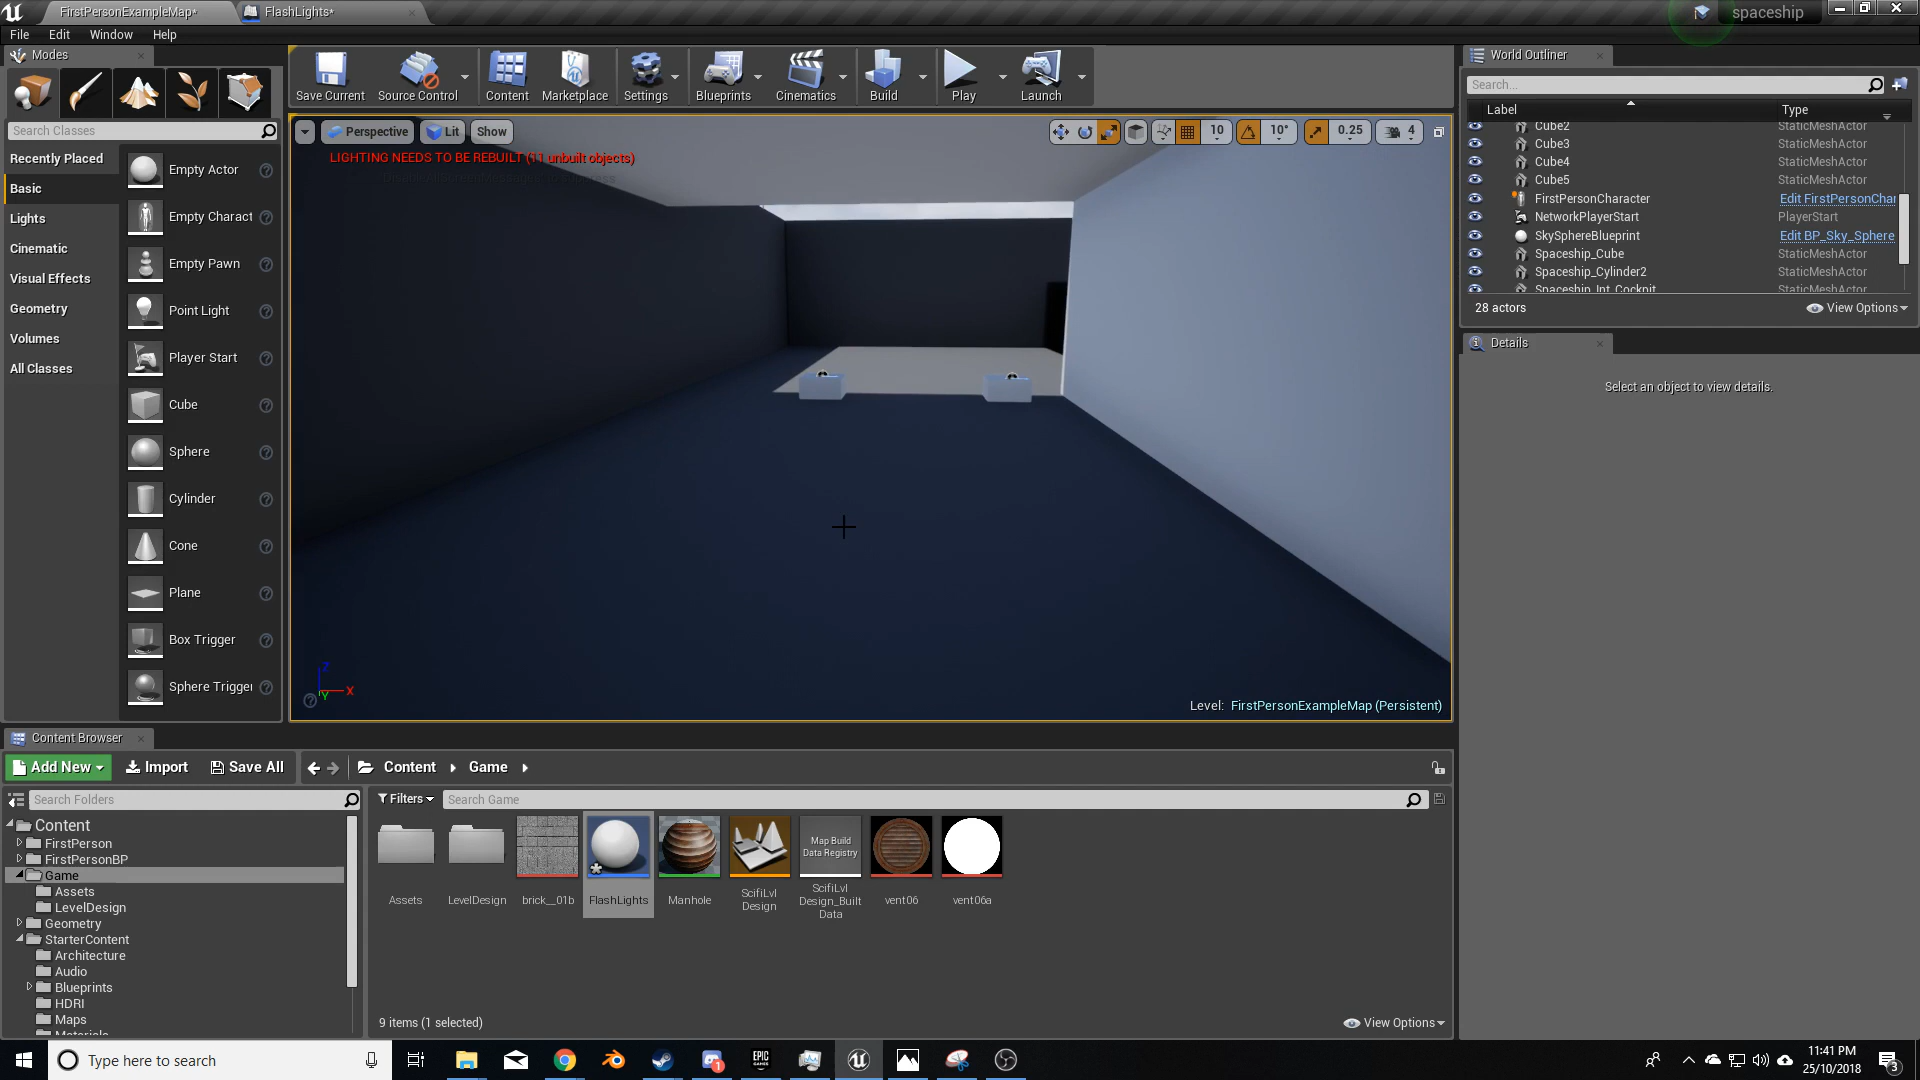 FirstPersonExampleMap*
FlashLights*
spaceship
File Edit Window Help
Modes
Search Classes
Recently Placed
Basic
Lights
Cinematic
Visual Effects
Geometry
Volumes
All Classes
Empty Actor
Empty Charact
Empty Pawn
Point Light
Player Start
Cube
Sphere
Cylinder
Cone
Plane
Box Trigger
Sphere Trigger
Save Current
Source Control
Content
Marketplace
Settings
Blueprints
Cinematics
Build
Play
Launch
Perspective
Lit
Show
10
10°
0.25
4
LIGHTING NEEDS TO BE REBUILT (11 unbuilt objects)
Z
X
Y
Level: FirstPersonExampleMap (Persistent)
World Outliner
Search...
Label Type
Cube2 StaticMeshActor
Cube3 StaticMeshActor
Cube4 StaticMeshActor
Cube5 StaticMeshActor
FirstPersonCharacter Edit FirstPersonChar
NetworkPlayerStart PlayerStart
SkySphereBlueprint Edit BP_Sky_Sphere
Spaceship_Cube StaticMeshActor
Spaceship_Cylinder2 StaticMeshActor
Spaceship_Int_Cockpit StaticMeshActor
28 actors
View Options
Details
Select an object to view details.
Content Browser
Add New Import Save All Content Game
Search Folders
Filters
Search Game
Content
FirstPerson
FirstPersonBP
Game
Assets
LevelDesign
Geometry
StarterContent
Architecture
Audio
Blueprints
HDRI
Maps
Materials
Assets
LevelDesign
brick__01b
FlashLights
Manhole
ScifiLvl
Design
Map Build
Data Registry
ScifiLvl
Design_Built
Data
vent06
vent06a
9 items (1 selected)
View Options
Type here to search
EPIC
GAMES
1
11:41 PM
25/10/2018
3